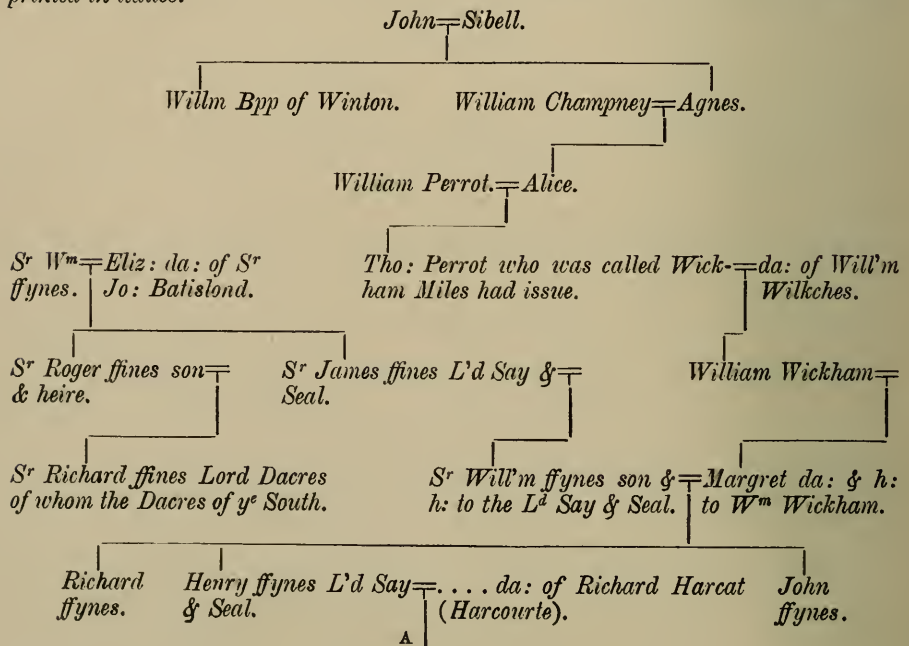 printed in italics.
John=Sibell.
Willm Bpp of Winton. William Champney=Agnes.
William Perrot.=Alice.
Sr Wm=Eliz: da: of Sr
ffynes. Jo: Batislond.
Tho: Perrot who was called Wick-=da: of Will'm
ham Miles had issue. Wilkches.
Sr Roger ffines son=
& heire.
Sr James ffines L'd Say &=
Seal.
William Wickham=
Sr Richard ffines Lord Dacres
of whom the Dacres of ye South.
Sr Will'm ffynes son &=Margret da: & h:
h: to the Ld Say & Seal. to Wm Wickham.
Richard
ffynes.
Henry ffynes L'd Say=.... da: of Richard Harcat
& Seal. (Harcourte).
John
ffynes.
A